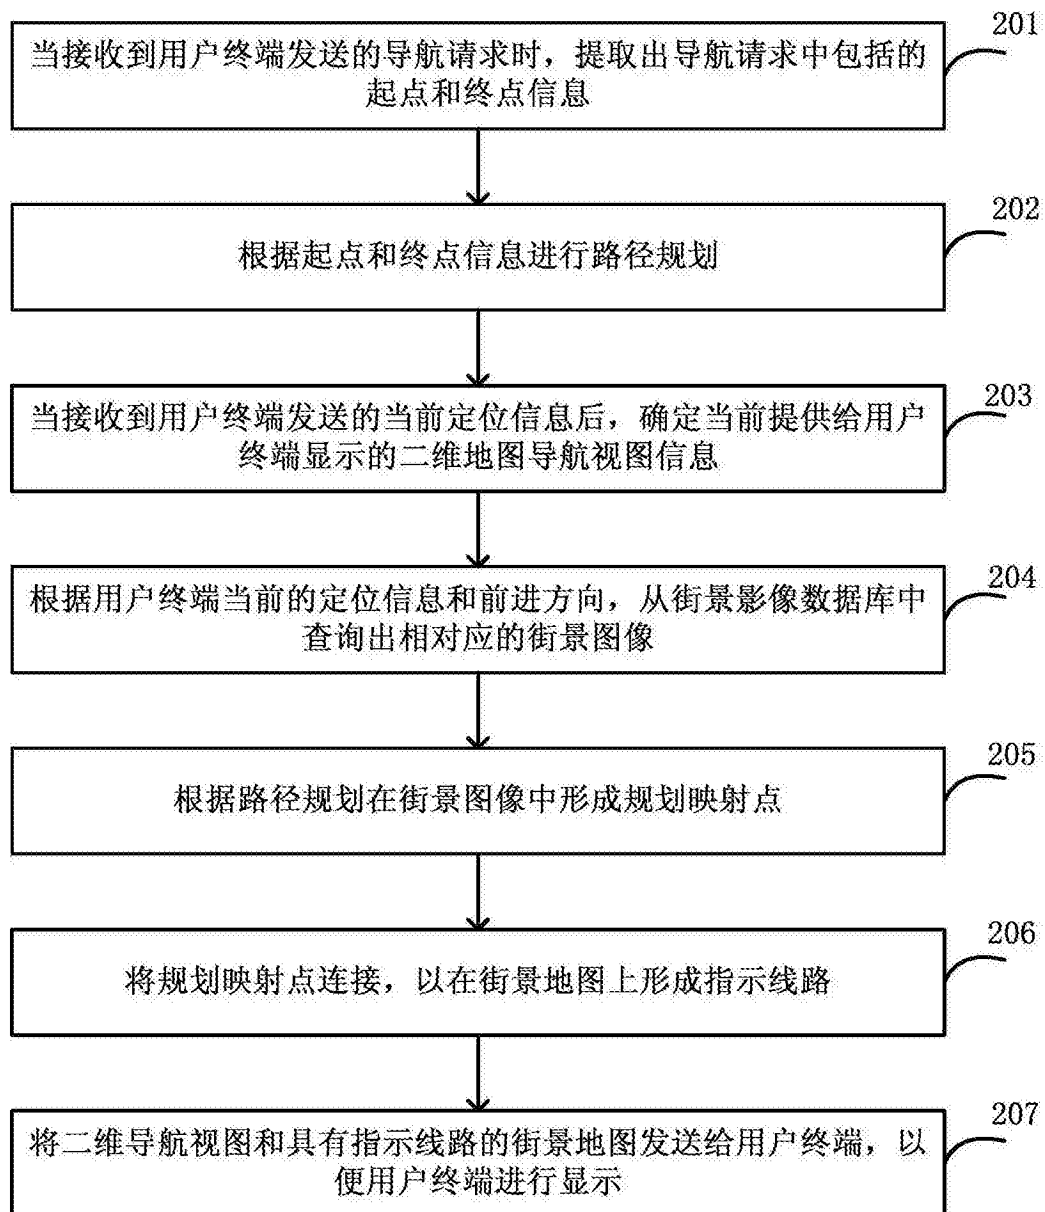 201
当接收到用户终端发送的导航请求时，提取出导航请求中包括的
起点和终点信息
202
根据起点和终点信息进行路径规划
203
当接收到用户终端发送的当前定位信息后，确定当前提供给用户
终端显示的二维地图导航视图信息
204
根据用户终端当前的定位信息和前进方向，从街景影像数据库中
查询出相对应的街景图像
205
根据路径规划在街景图像中形成规划映射点
206
将规划映射点连接，以在街景地图上形成指示线路
207
将二维导航视图和具有指示线路的街景地图发送给用户终端，以
便用户终端进行显示